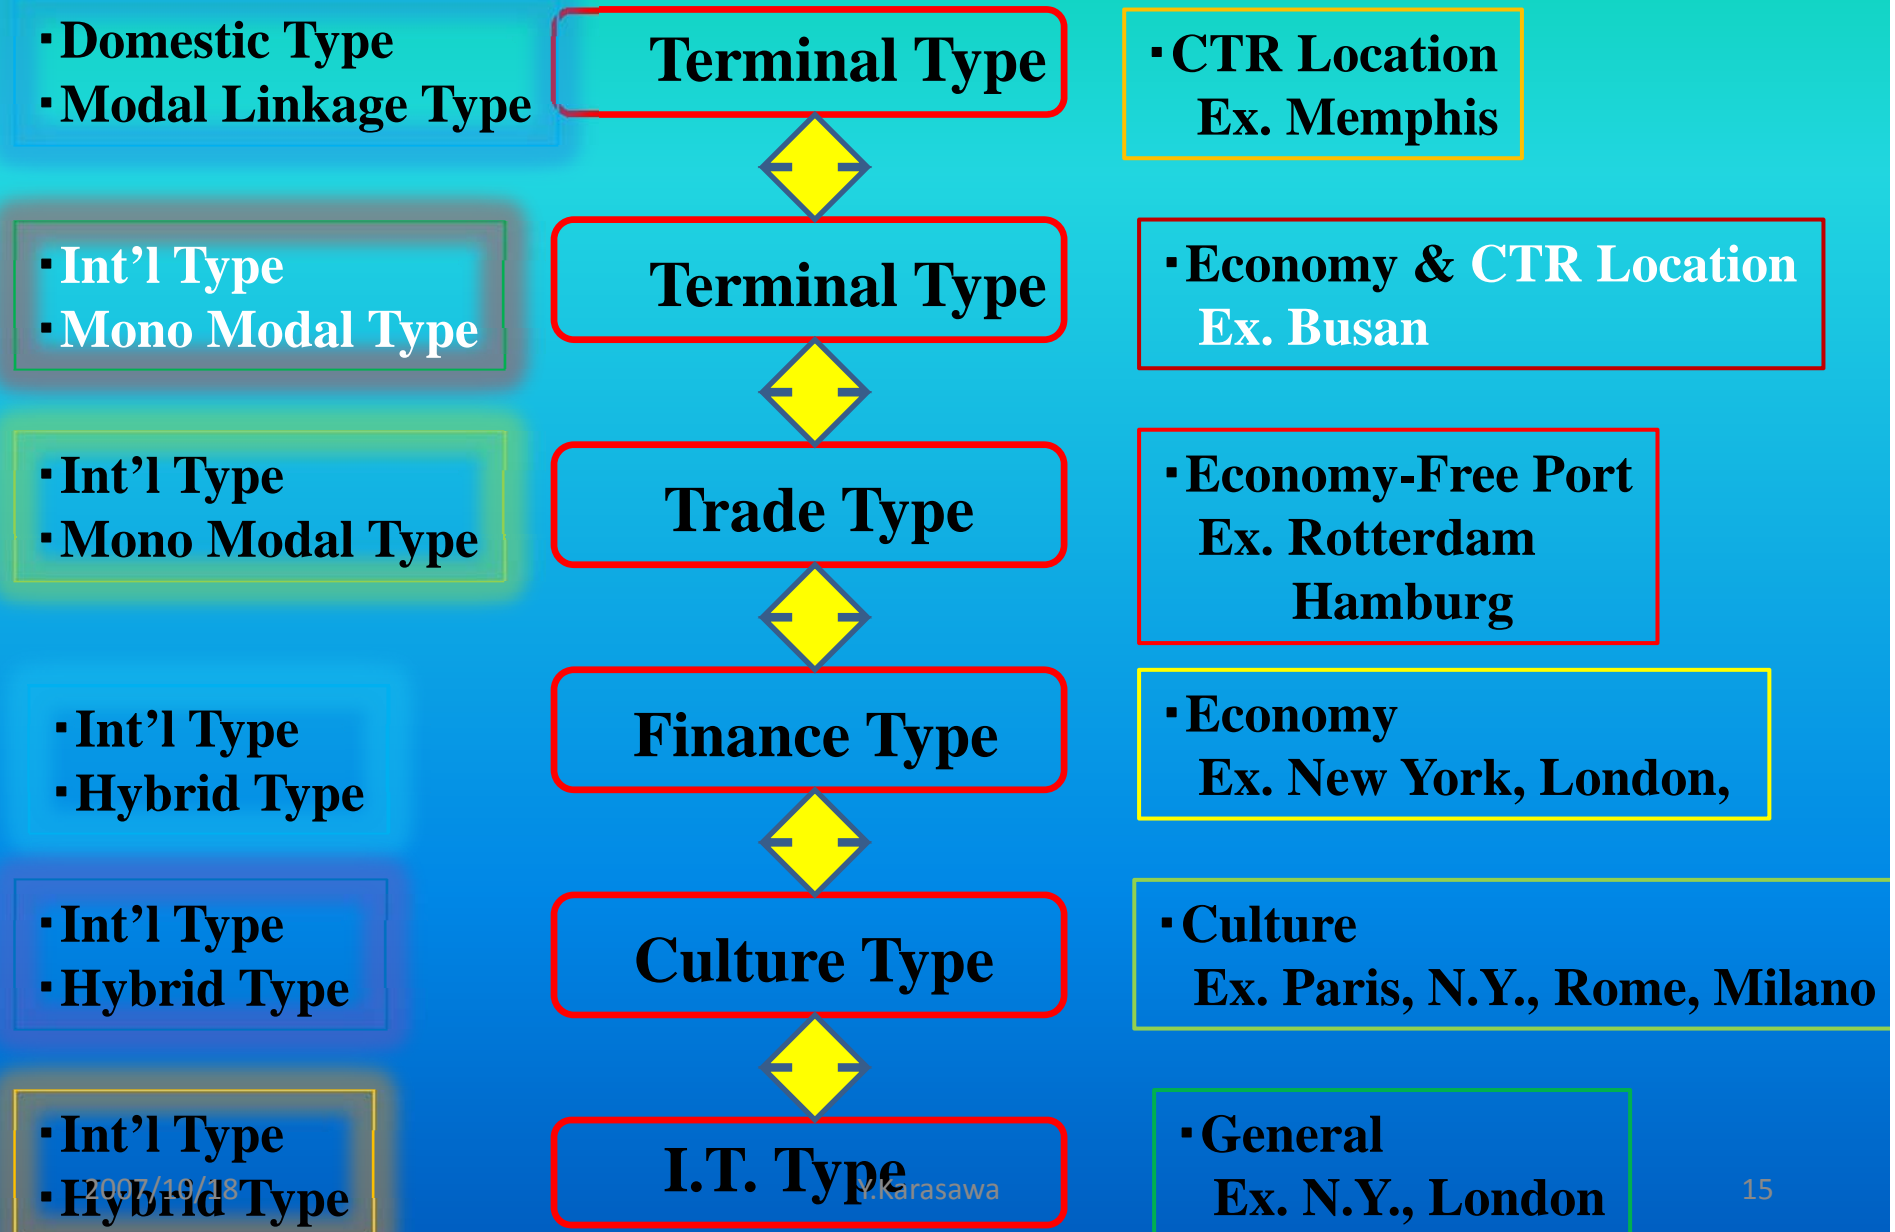 ・Domestic Type
・Modal Linkage Type
Terminal Type
・CTR Location
Ex. Memphis
・Int’l Type
・Mono Modal Type
Terminal Type
・Economy & CTR Location
Ex. Busan
・Int’l Type
・Mono Modal Type
Trade Type
・Economy-Free Port
Ex. Rotterdam
Hamburg
・Int’l Type
・Hybrid Type
Finance Type
・Economy
Ex. New York, London,
・Int’l Type
・Hybrid Type
Culture Type
・Culture
Ex. Paris, N.Y., Rome, Milano
・Int’l Type
・Hybrid Type
I.T. Type
・General
Ex. N.Y., London
2007/10/18
Y.Karasawa
15